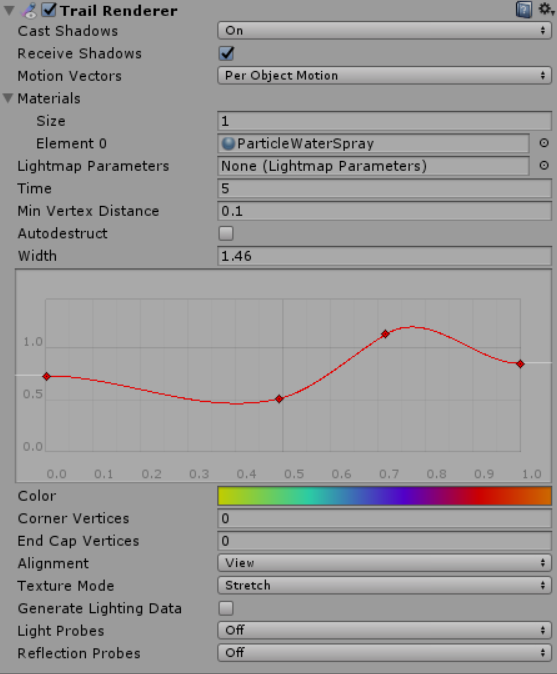 Trail Renderer
Cast Shadows On
Receive Shadows
Motion Vectors Per Object Motion
Materials
Size 1
Element 0 ParticleWaterSpray
Lightmap Parameters None (Lightmap Parameters)
Time 5
Min Vertex Distance 0.1
Autodestruct
Width 1.46
1.0
0.5
0.0
0.0 0.1 0.2 0.3 0.4 0.5 0.6 0.7 0.8 0.9 1.0
Color
Corner Vertices 0
End Cap Vertices 0
Alignment View
Texture Mode Stretch
Generate Lighting Data
Light Probes Off
Reflection Probes Off